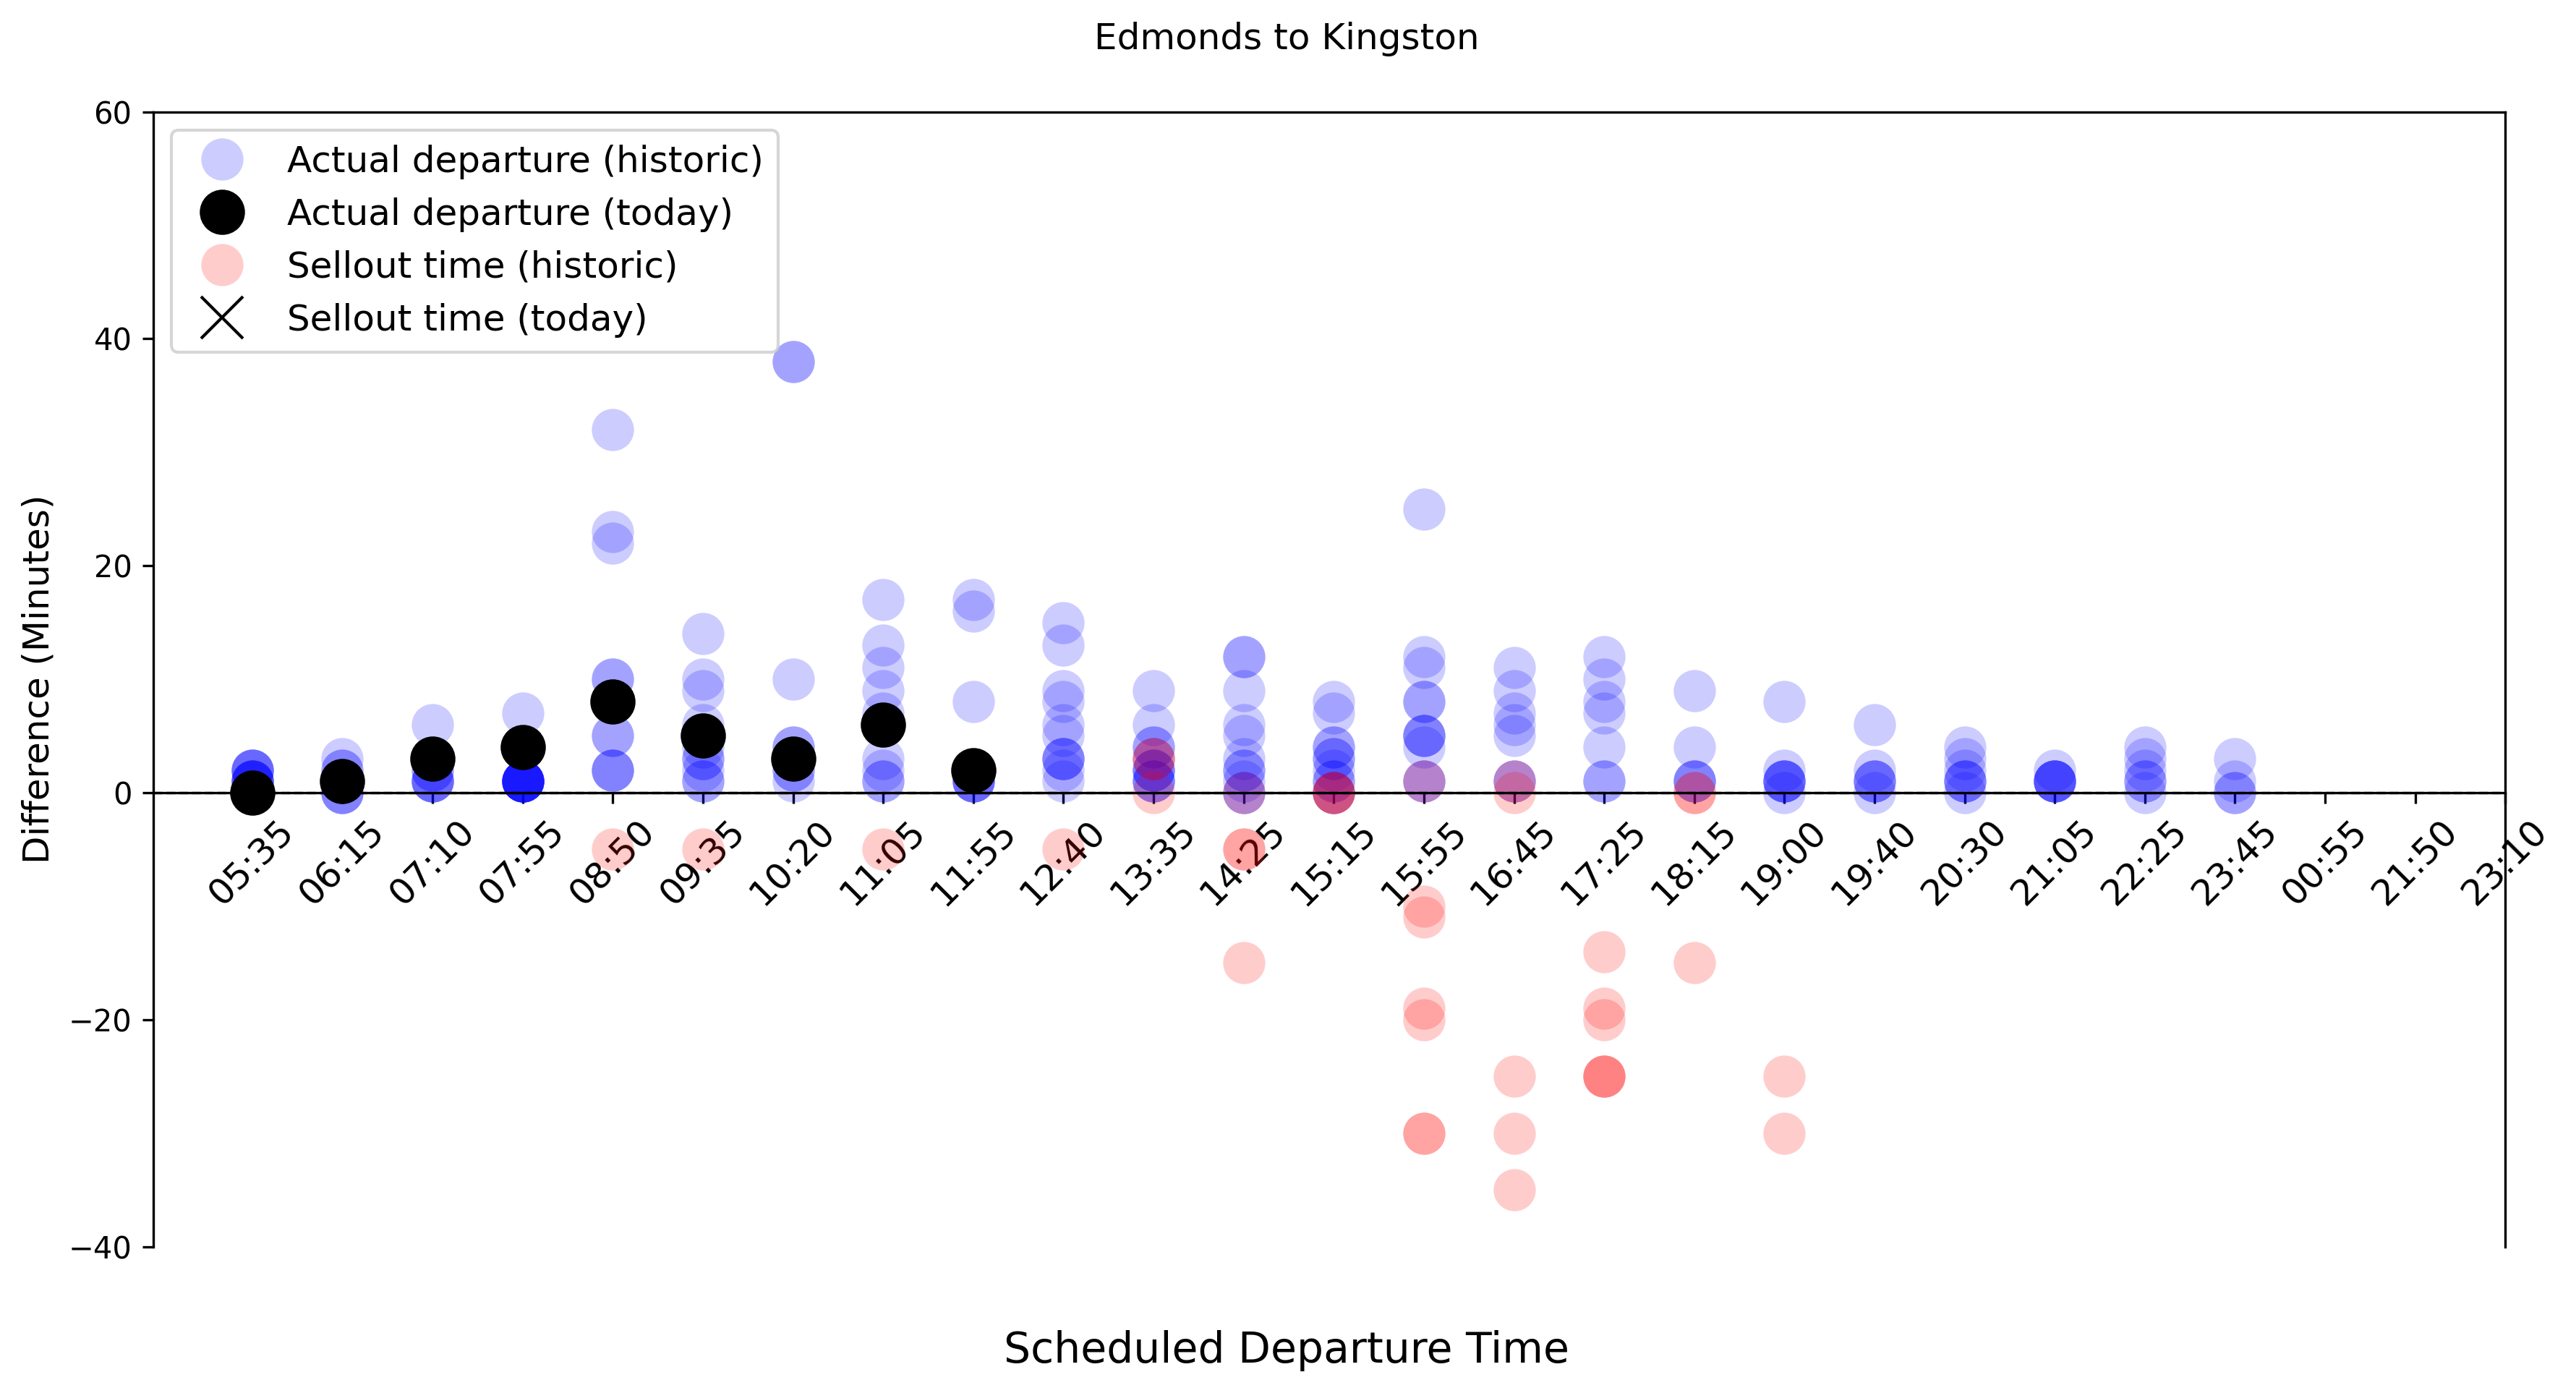 Edmonds to Kingston
60
Actual departure (historic)
Actual departure (today)
Sellout time (historic)
Sellout time (today)
40
20
0
−20
−40
Difference (Minutes)
05:35 06:15 07:10 07:55 08:50 09:35 10:20 11:05 11:55 12:40 13:35 14:25 15:15 15:55 16:45 17:25 18:15 19:00 19:40 20:30 21:05 22:25 23:45 00:55 21:50 23:10
Scheduled Departure Time